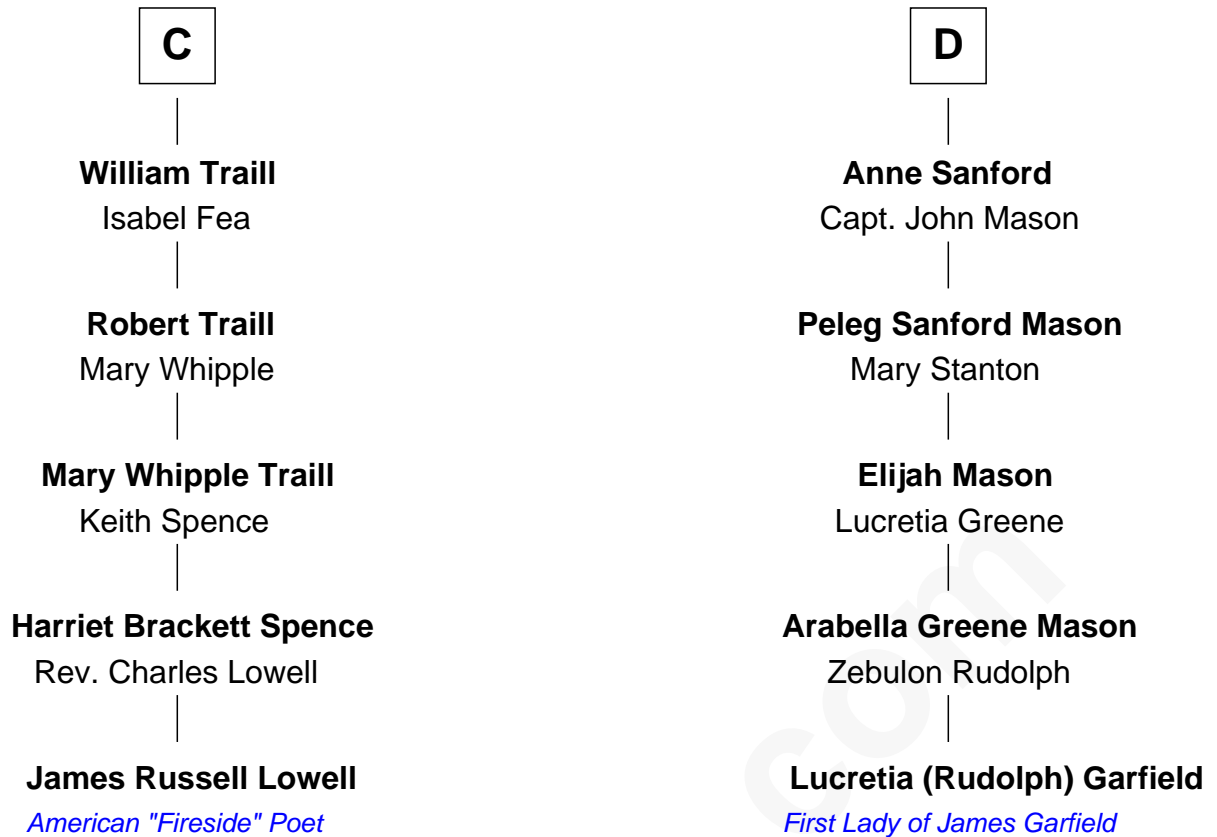 C
William Traill
Isabel Fea
Robert Traill
Mary Whipple
Mary Whipple Traill
Keith Spence
Harriet Brackett Spence
Rev. Charles Lowell
James Russell Lowell
American "Fireside" Poet
D
Anne Sanford
Capt. John Mason
Peleg Sanford Mason
Mary Stanton
Elijah Mason
Lucretia Greene
Arabella Greene Mason
Zebulon Rudolph
Lucretia (Rudolph) Garfield
First Lady of James Garfield
com